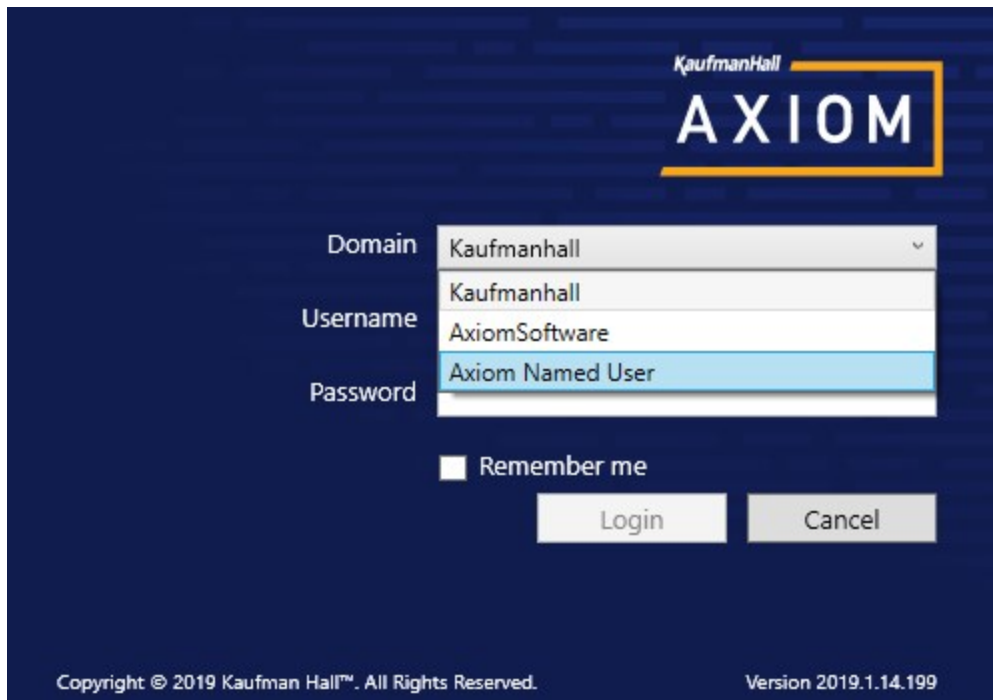 KaufmanHall
AXIOM
Domain
Kaufmanhall
Kaufmanhall
Username
AxiomSoftware
Axiom Named User
Password
Remember me
Login Cancel
Copyright © 2019 Kaufman Hall™. All Rights Reserved. Version 2019.1.14.199